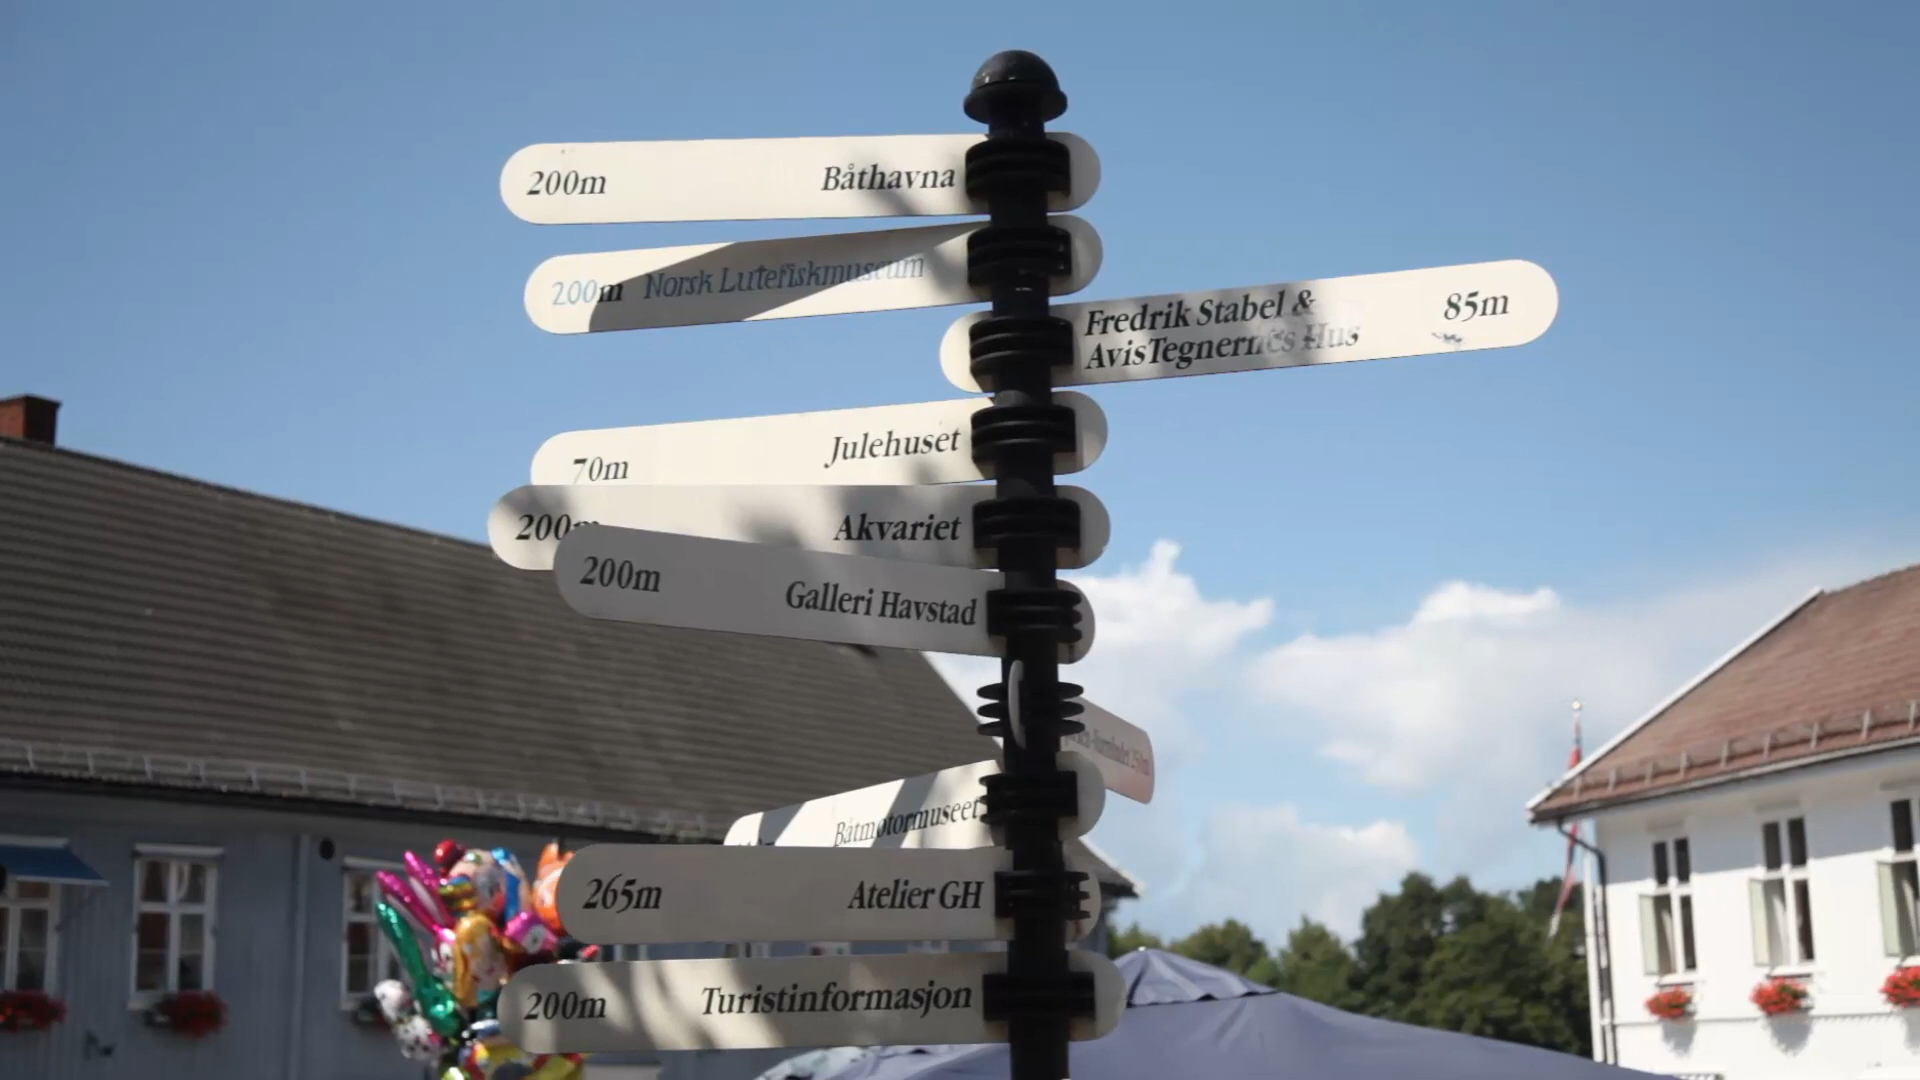 200m Båthavna
200m Norsk Lutefiskmuseum
Fredrik Stabel & 85m
AvisTegnernes Hus
70m Julehuset
200m Akvariet
200m Galleri Havstad
Båtmotormuseet
265m Atelier GH
200m Turistinformasjon